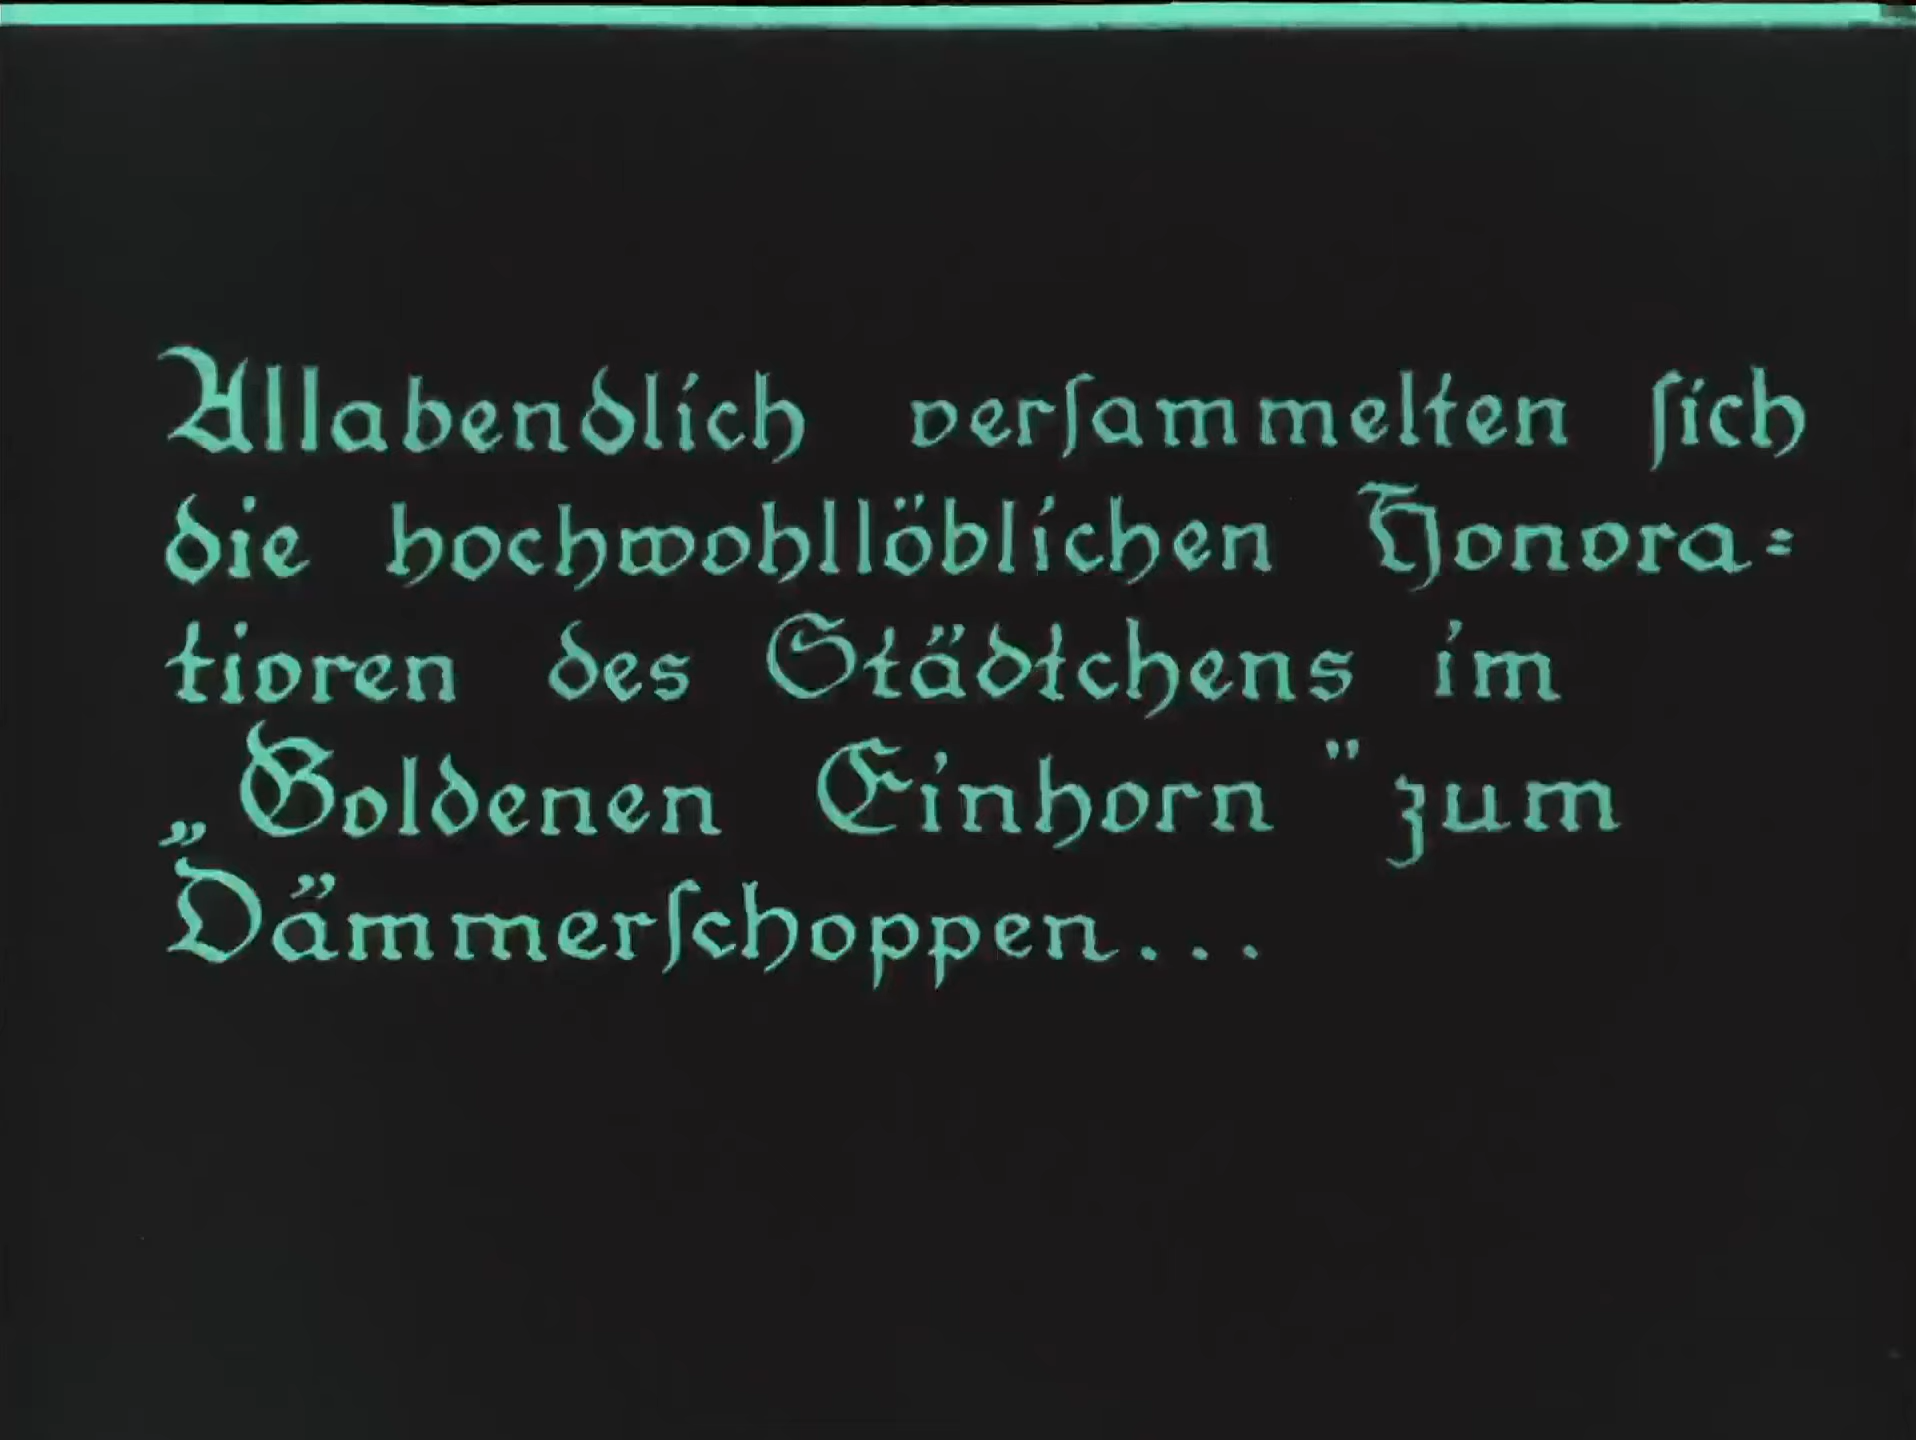 Allabendlich verſammelten ſich
die hochwohllöblichen Honora=
tioren des Städtchens im
„Goldenen Einhorn" zum
Dämmerſchoppen...